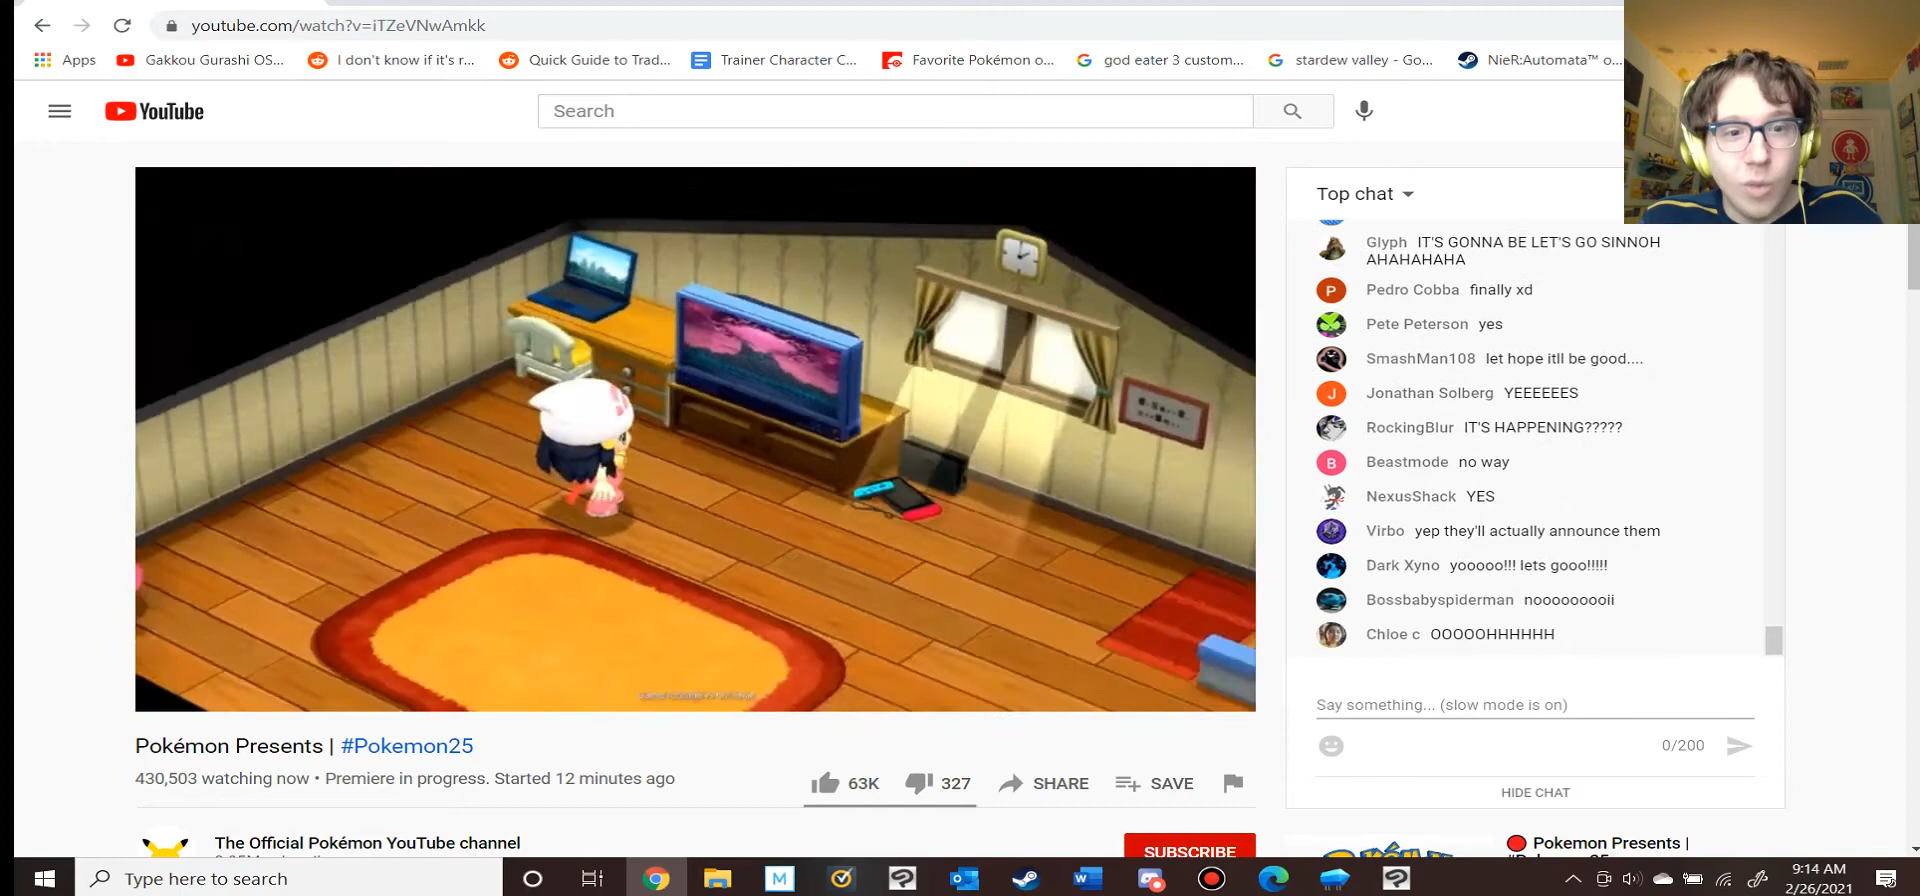 youtube.com/watch?v=iTZeVNwAmkk
Apps Gakkou Gurashi OS... I don't know if it's r... Quick Guide to Trad... Trainer Character C... Favorite Pokémon o... god eater 3 custom... stardew valley - Go... NieR:Automata™ o...
YouTube
Search
Top chat
Glyph IT'S GONNA BE LET'S GO SINNOH
AHAHAHAHA
Pedro Cobba finally xd
Pete Peterson yes
SmashMan108 let hope itll be good....
Jonathan Solberg YEEEEEES
RockingBlur IT'S HAPPENING?????
Beastmode no way
NexusShack YES
Virbo yep they'll actually announce them
Dark Xyno yooooo!!! lets gooo!!!!!
Bossbabyspiderman nooooooooii
Chloe c OOOOOHHHHHH
Say something... (slow mode is on)
0/200
HIDE CHAT
Pokémon Presents | #Pokemon25
430,503 watching now • Premiere in progress. Started 12 minutes ago
63K 327 SHARE SAVE
The Official Pokémon YouTube channel
SUBSCRIBE
Pokemon Presents |
Type here to search
9:14 AM
2/26/2021